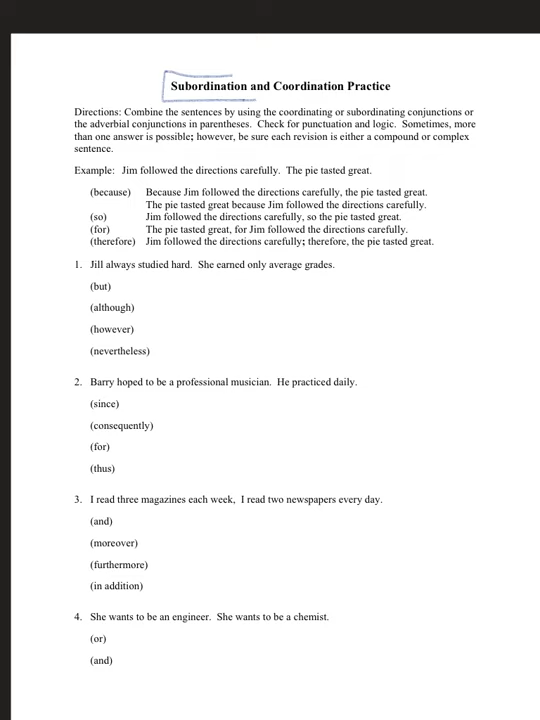 Subordination and Coordination Practice
Directions: Combine the sentences by using the coordinating or subordinating conjunctions or
the adverbial conjunctions in parentheses. Check for punctuation and logic. Sometimes, more
than one answer is possible; however, be sure each revision is either a compound or complex
sentence.
Example: Jim followed the directions carefully. The pie tasted great.
(because) Because Jim followed the directions carefully, the pie tasted great.
The pie tasted great because Jim followed the directions carefully.
(so) Jim followed the directions carefully, so the pie tasted great.
(for) The pie tasted great, for Jim followed the directions carefully.
(therefore) Jim followed the directions carefully; therefore, the pie tasted great.
1. Jill always studied hard. She earned only average grades.
(but)
(although)
(however)
(nevertheless)
2. Barry hoped to be a professional musician. He practiced daily.
(since)
(consequently)
(for)
(thus)
3. I read three magazines each week, I read two newspapers every day.
(and)
(moreover)
(furthermore)
(in addition)
4. She wants to be an engineer. She wants to be a chemist.
(or)
(and)